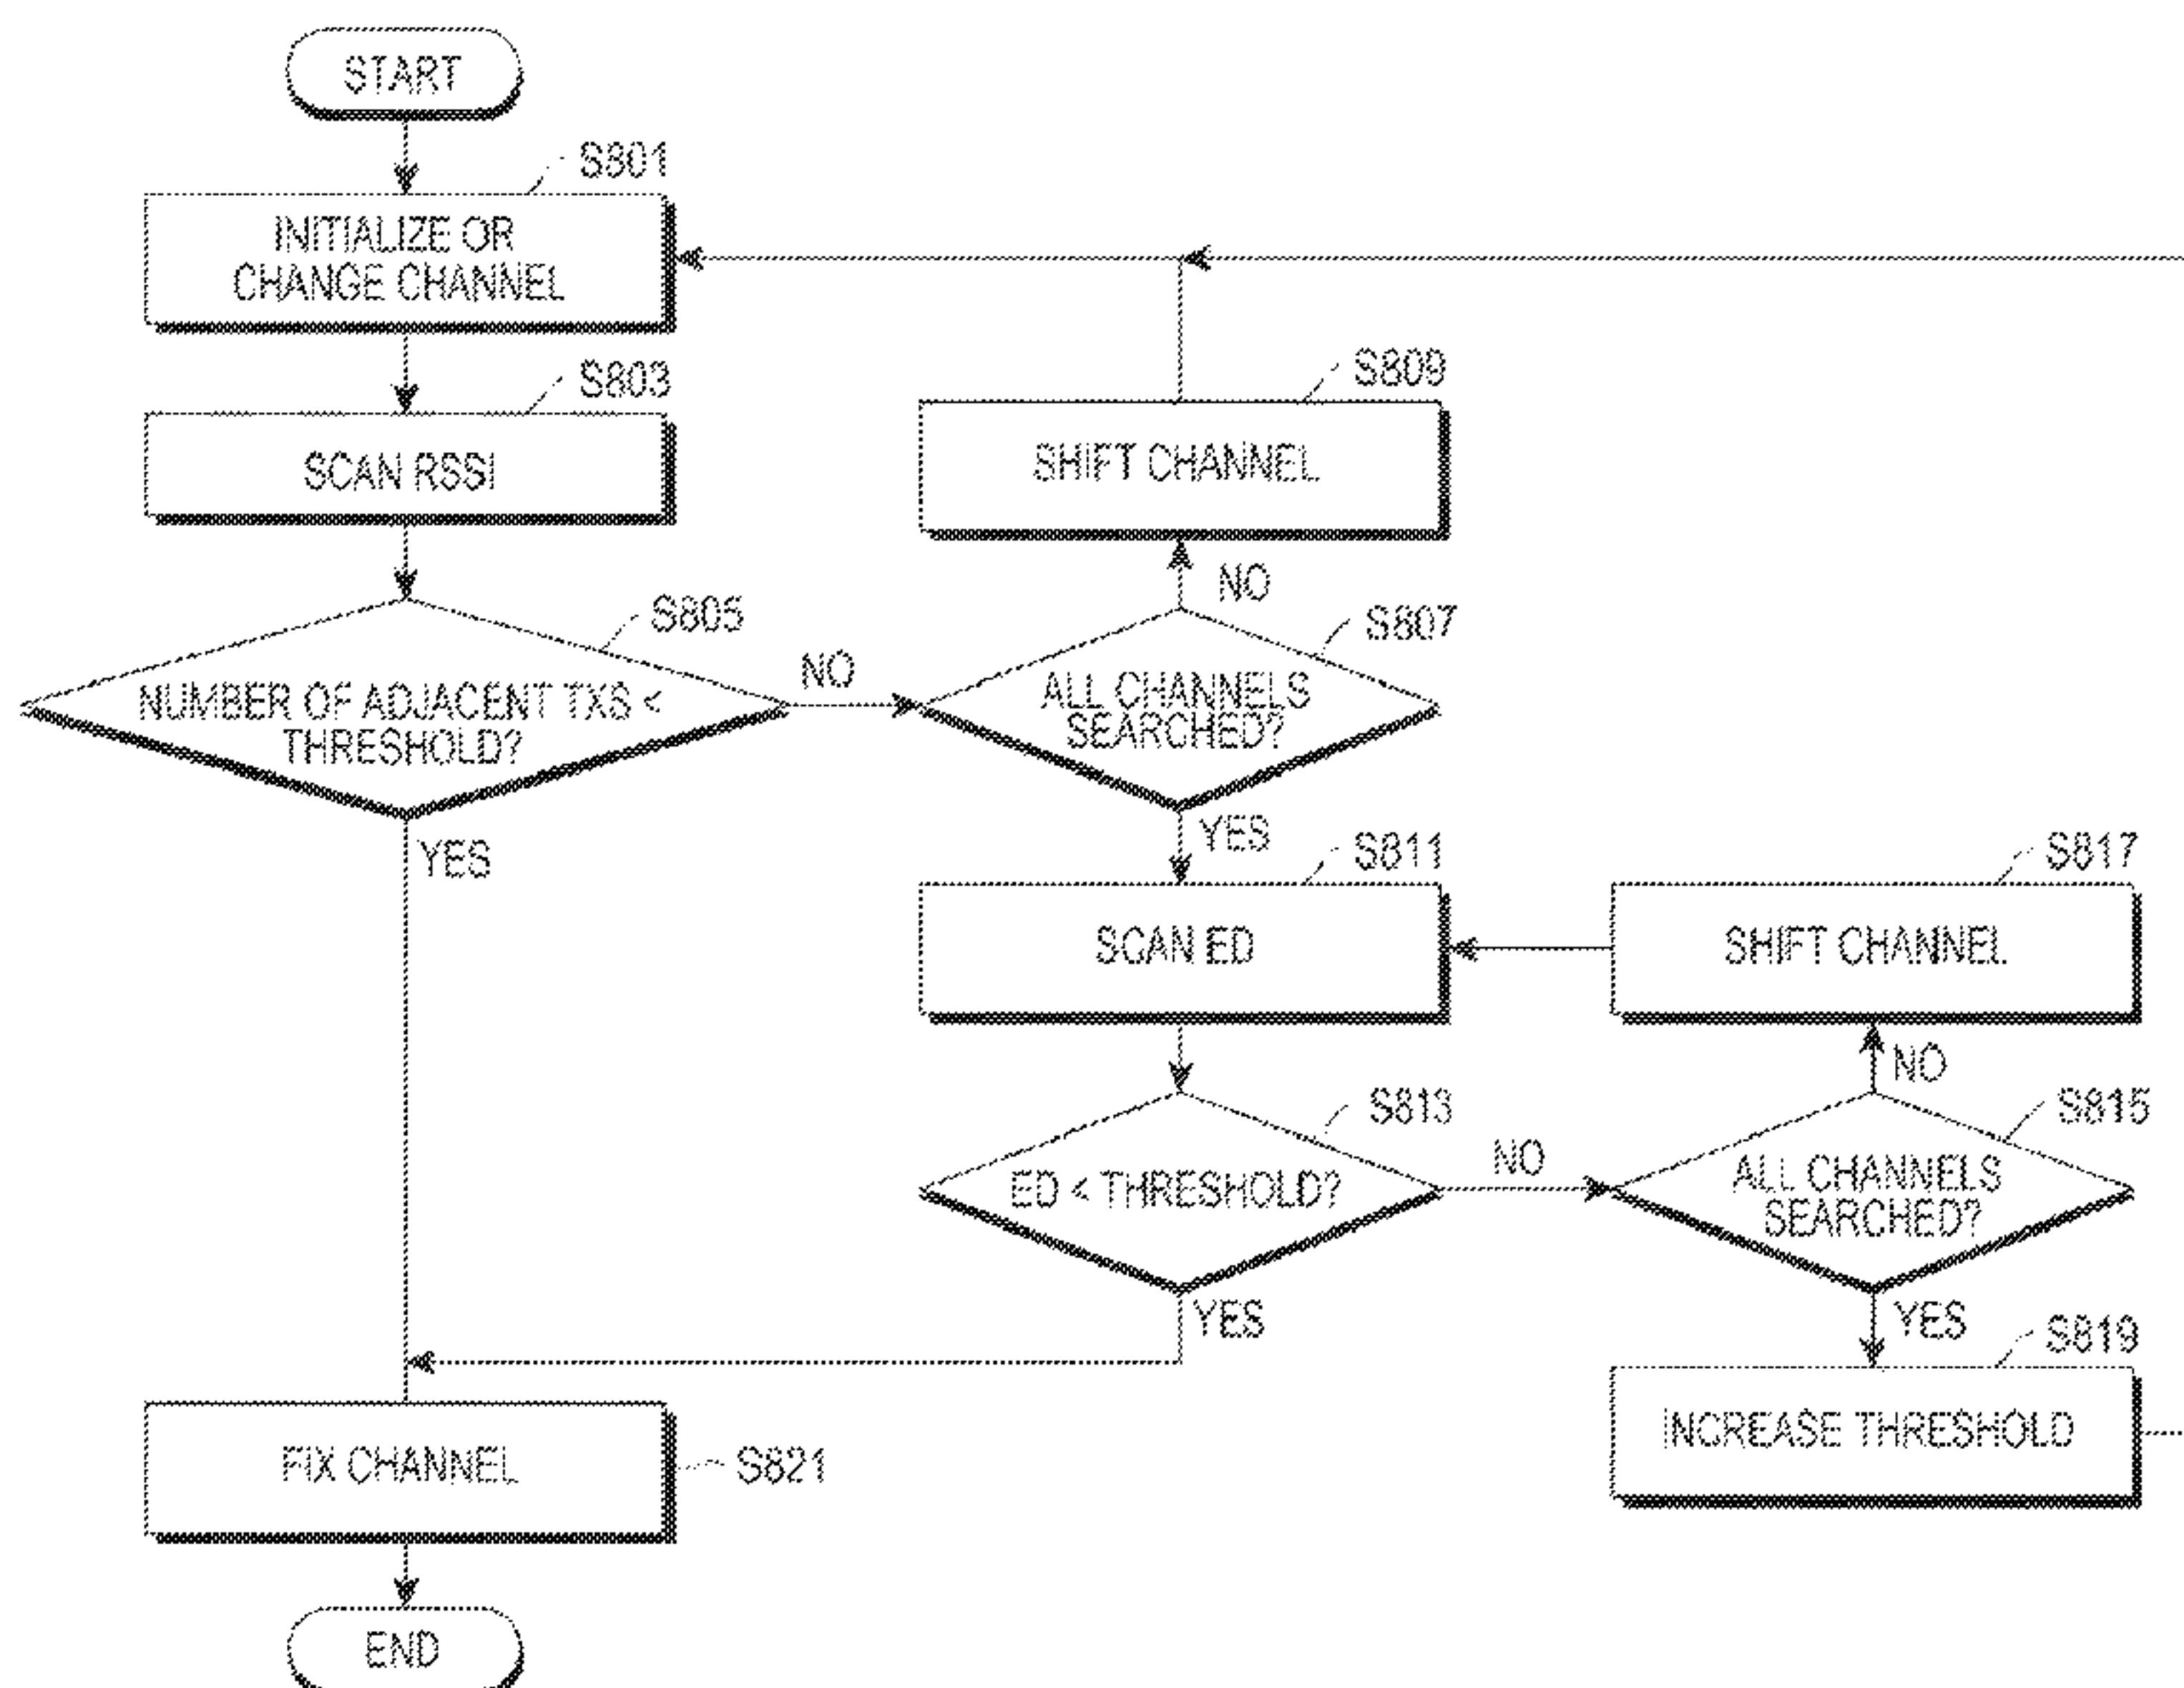 START
S801
INITIALIZE OR
CHANGE CHANNEL
S803
SCAN RSSI
S805
NUMBER OF ADJACENT TXS <
THRESHOLD?
NO
YES
S807
ALL CHANNELS
SEARCHED?
NO
S809
SHIFT CHANNEL
YES
S811
SCAN ED
S813
ED < THRESHOLD?
NO
YES
S815
ALL CHANNELS
SEARCHED?
NO
S817
SHIFT CHANNEL
YES
S819
INCREASE THRESHOLD
FIX CHANNEL
S821
END